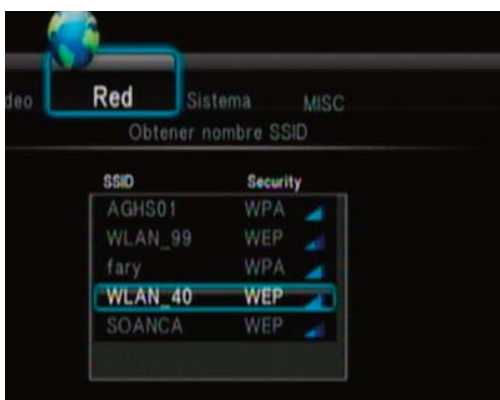 deo Red Sistema MISC
Obtener nombre SSID
SSID Security
AGHS01 WPA
WLAN_99 WEP
fary WPA
WLAN_40 WEP
SOANCA WEP